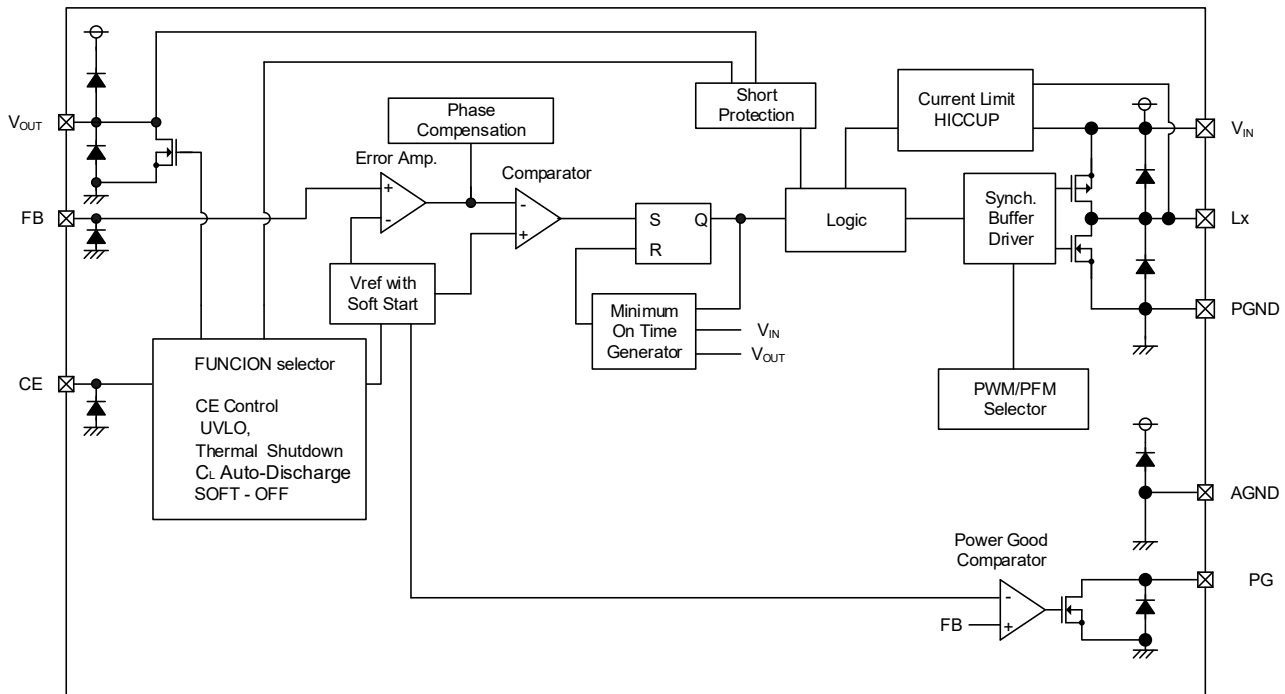 Phase
Compensation
Short
Protection
Current Limit
HICCUP
VOUT
VIN
Error Amp.
Comparator
+
-
-
+
S
Q
R
Logic
Synch.
Buffer
Driver
FB
Lx
Vref with
Soft Start
Minimum
On Time
Generator
VIN
VOUT
PGND
FUNCION selector
CE
CE Control
UVLO,
Thermal Shutdown
CL Auto-Discharge
SOFT - OFF
PWM/PFM
Selector
AGND
Power Good
Comparator
PG
-
FB
+